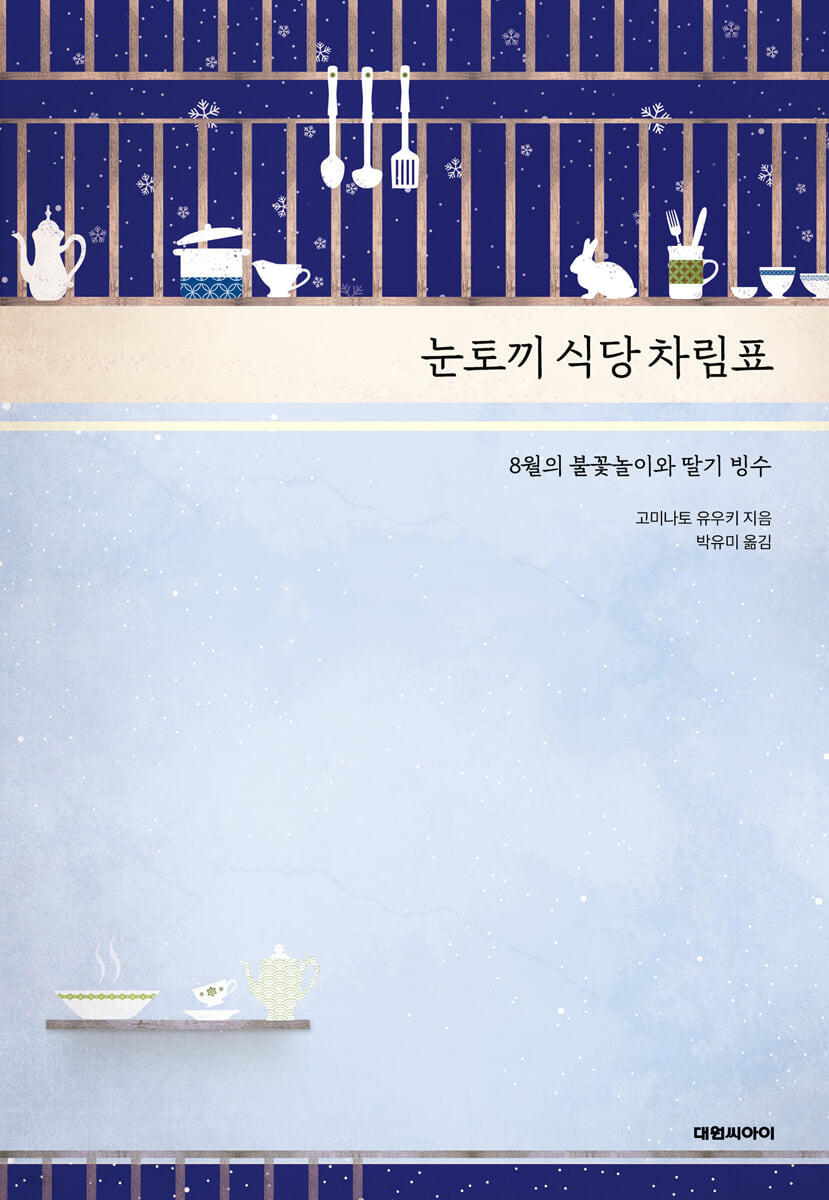 눈토끼 식당 차림표
8월의 불꽃놀이와 딸기 빙수
고미나토 유우키 지음
박유미 옮김
대원씨아이